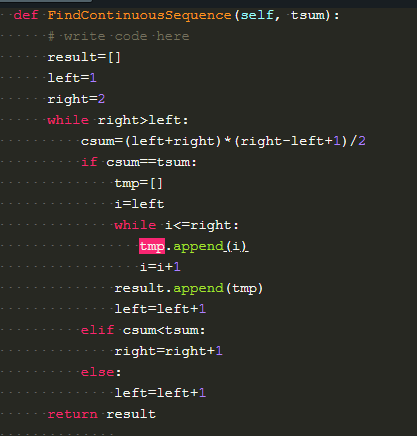 def FindContinuousSequence(self, tsum):
# write code here
result=[]
left=1
right=2
while right>left:
csum=(left+right)*(right-left+1)/2
if csum==tsum:
tmp=[]
i=left
while i<=right:
tmp.append(i)
i=i+1
result.append(tmp)
left=left+1
elif csum<tsum:
right=right+1
else:
left=left+1
return result